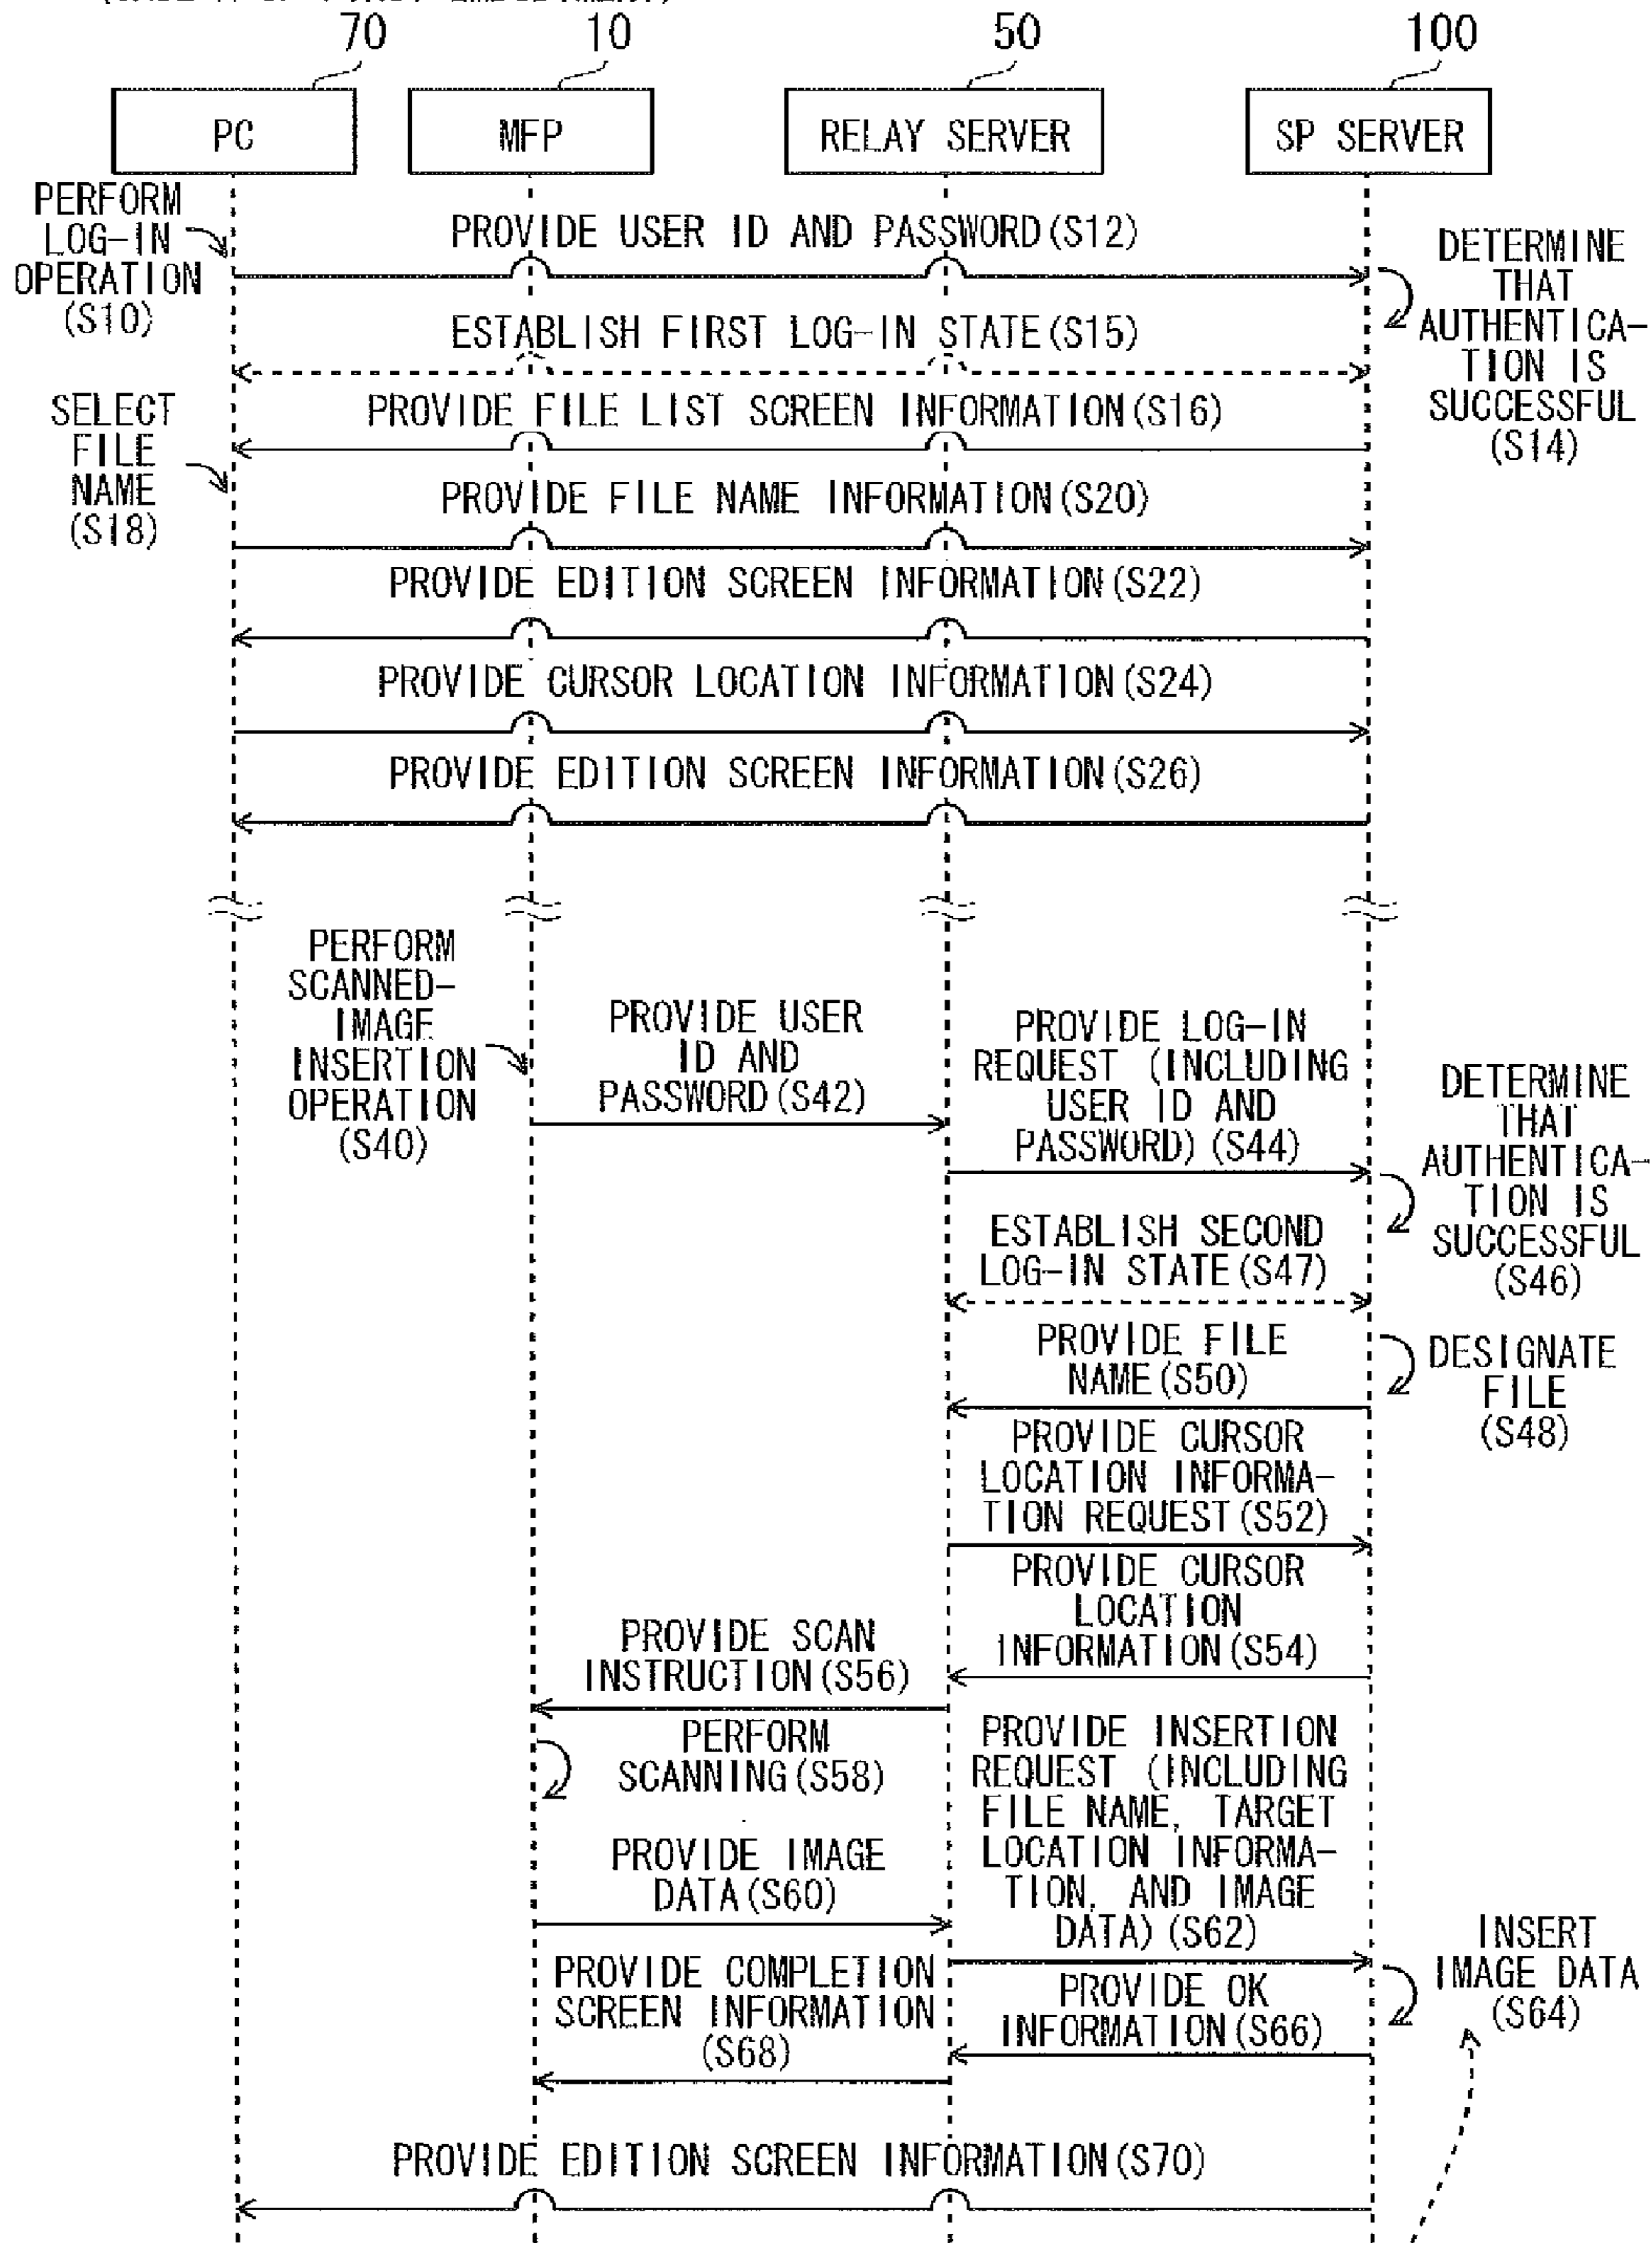 70
10
50
100
PC
MFP
RELAY SERVER
SP SERVER
PERFORM
LOG-IN
OPERATION
(S10)
PROVIDE USER ID AND PASSWORD(S12)
DETERMINE
THAT
AUTHENTICA-
TION IS
SUCCESSFUL
(S14)
ESTABLISH FIRST LOG-IN STATE(S15)
PROVIDE FILE LIST SCREEN INFORMATION(S16)
SELECT
FILE
NAME
(S18)
PROVIDE FILE NAME INFORMATION(S20)
PROVIDE EDITION SCREEN INFORMATION(S22)
PROVIDE CURSOR LOCATION INFORMATION(S24)
PROVIDE EDITION SCREEN INFORMATION(S26)
PERFORM
SCANNED-
IMAGE
INSERTION
OPERATION
(S40)
PROVIDE USER
ID AND
PASSWORD(S42)
PROVIDE LOG-IN
REQUEST (INCLUDING
USER ID AND
PASSWORD) (S44)
DETERMINE
THAT
AUTHENTICA-
TION IS
SUCCESSFUL
(S46)
ESTABLISH SECOND
LOG-IN STATE(S47)
DESIGNATE
FILE
(S48)
PROVIDE FILE
NAME(S50)
PROVIDE CURSOR
LOCATION INFORMA-
TION REQUEST(S52)
PROVIDE CURSOR
LOCATION
INFORMATION(S54)
PROVIDE SCAN
INSTRUCTION(S56)
PERFORM
SCANNING(S58)
PROVIDE IMAGE
DATA(S60)
PROVIDE INSERTION
REQUEST (INCLUDING
FILE NAME, TARGET
LOCATION INFORMA-
TION, AND IMAGE
DATA) (S62)
INSERT
IMAGE DATA
(S64)
PROVIDE OK
INFORMATION(S66)
PROVIDE COMPLETION
SCREEN INFORMATION
(S68)
PROVIDE EDITION SCREEN INFORMATION(S70)